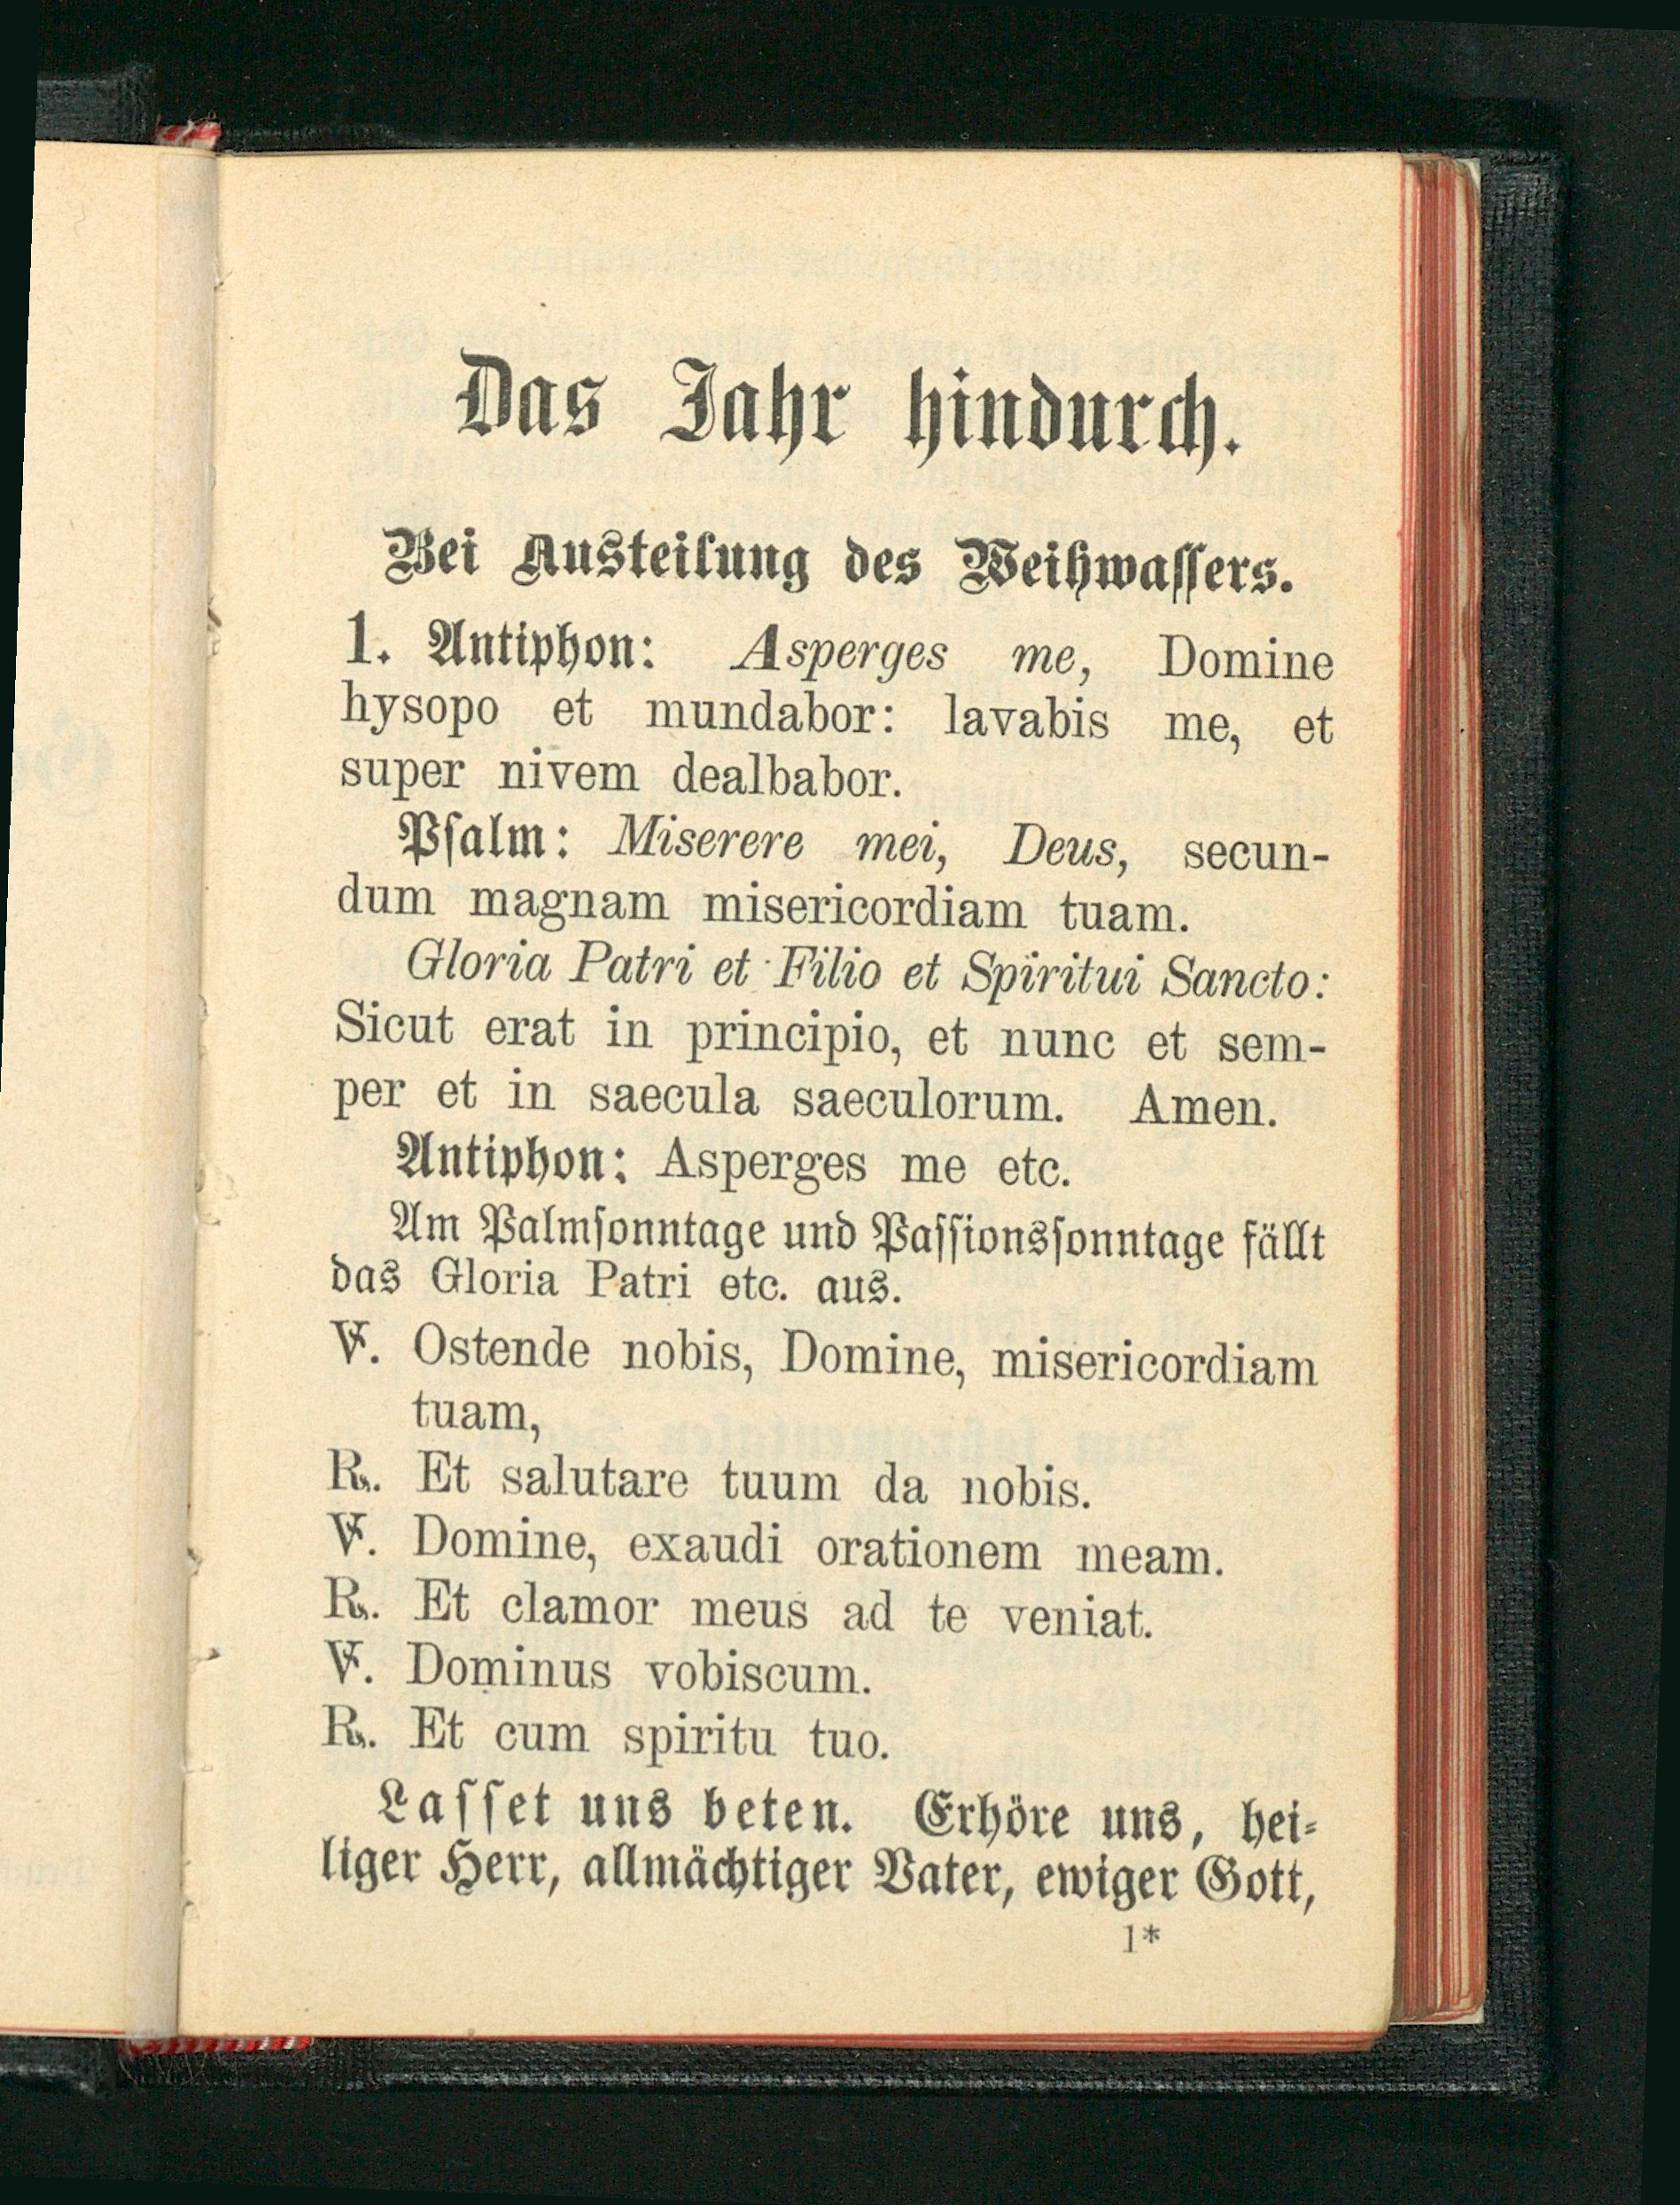 Das Jahr hindurch.
Bei Austeilung des Weihwassers.
1. Antiphon: Asperges me, Domine
hysopo et mundabor: lavabis me, et
super nivem dealbabor.
Psalm: Miserere mei, Deus, secun-
dum magnam misericordiam tuam.
Gloria Patri et Filio et Spiritui Sancto:
Sicut erat in principio, et nunc et sem-
per et in saecula saeculorum. Amen.
Antiphon: Asperges me etc.
Am Palmsonntage und Passionssonntage fällt
das Gloria Patri etc. aus.
℣. Ostende nobis, Domine, misericordiam
tuam,
℟. Et salutare tuum da nobis.
℣. Domine, exaudi orationem meam.
℟. Et clamor meus ad te veniat.
℣. Dominus vobiscum.
℟. Et cum spiritu tuo.
Lasset uns beten. Erhöre uns, hei-
liger Herr, allmächtiger Vater, ewiger Gott,
1*